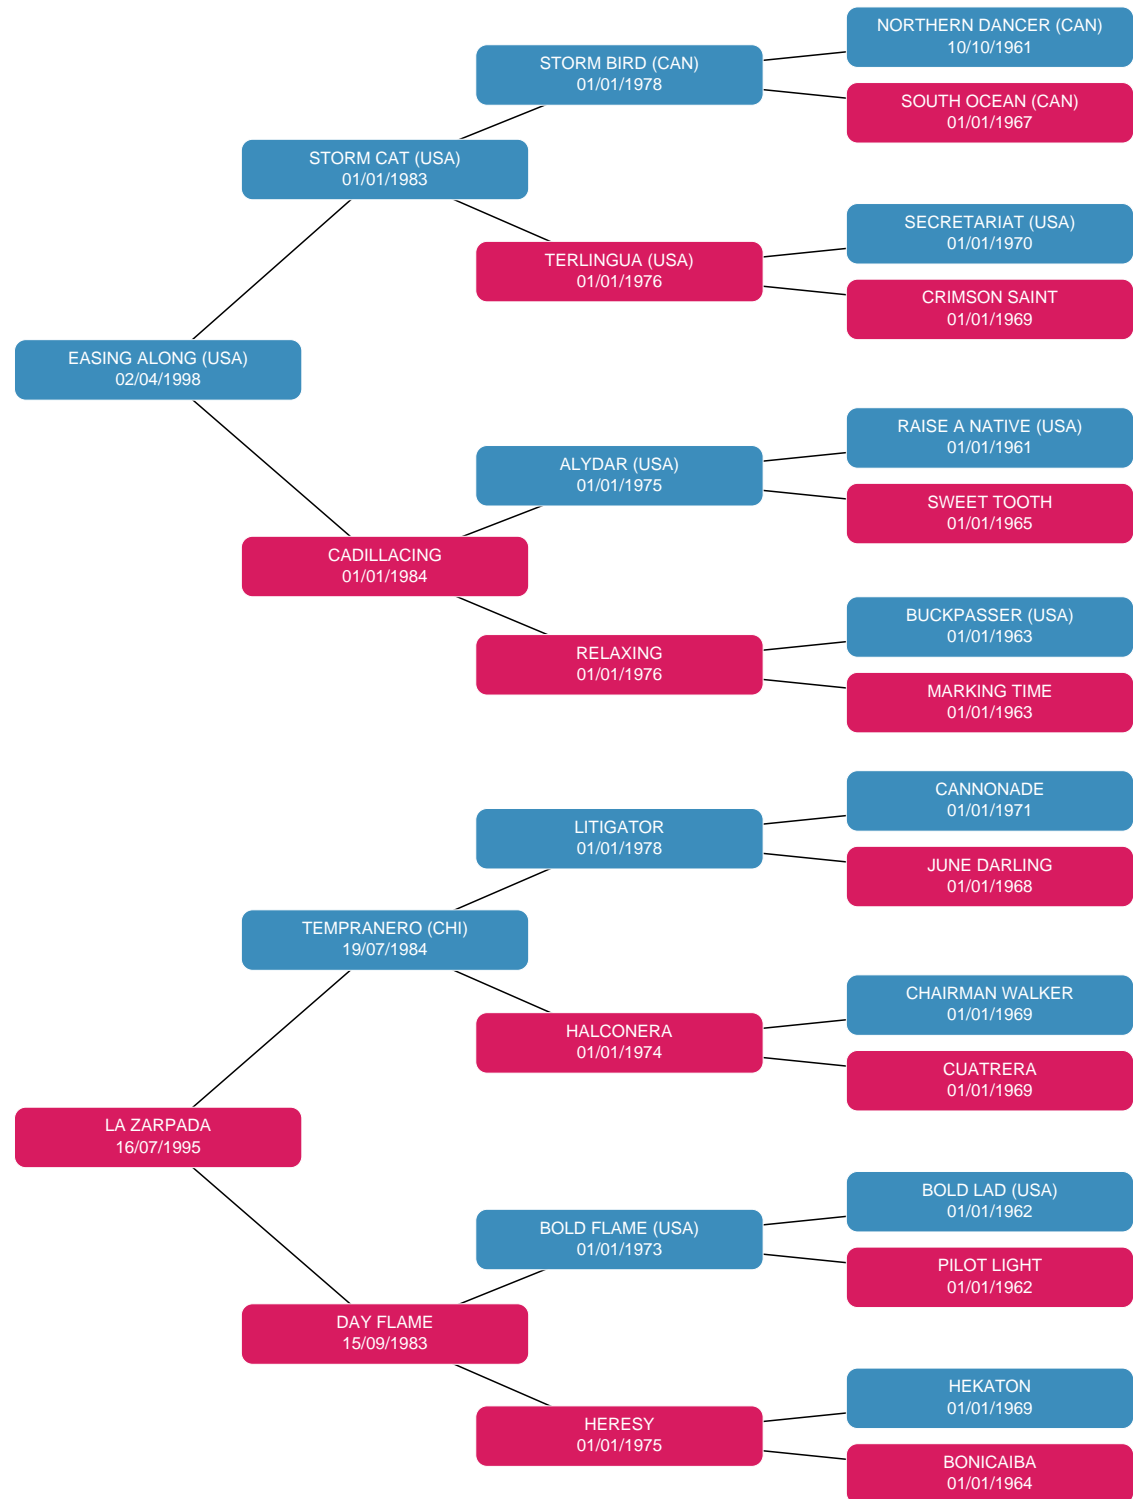 NORTHERN DANCER (CAN)
10/10/1961
STORM BIRD (CAN)
01/01/1978
SOUTH OCEAN (CAN)
01/01/1967
STORM CAT (USA)
01/01/1983
SECRETARIAT (USA)
01/01/1970
TERLINGUA (USA)
01/01/1976
CRIMSON SAINT
01/01/1969
EASING ALONG (USA)
02/04/1998
RAISE A NATIVE (USA)
01/01/1961
ALYDAR (USA)
01/01/1975
SWEET TOOTH
01/01/1965
CADILLACING
01/01/1984
BUCKPASSER (USA)
01/01/1963
RELAXING
01/01/1976
MARKING TIME
01/01/1963
CANNONADE
01/01/1971
LITIGATOR
01/01/1978
JUNE DARLING
01/01/1968
TEMPRANERO (CHI)
19/07/1984
CHAIRMAN WALKER
01/01/1969
HALCONERA
01/01/1974
CUATRERA
01/01/1969
LA ZARPADA
16/07/1995
BOLD LAD (USA)
01/01/1962
BOLD FLAME (USA)
01/01/1973
PILOT LIGHT
01/01/1962
DAY FLAME
15/09/1983
HEKATON
01/01/1969
HERESY
01/01/1975
BONICAIBA
01/01/1964